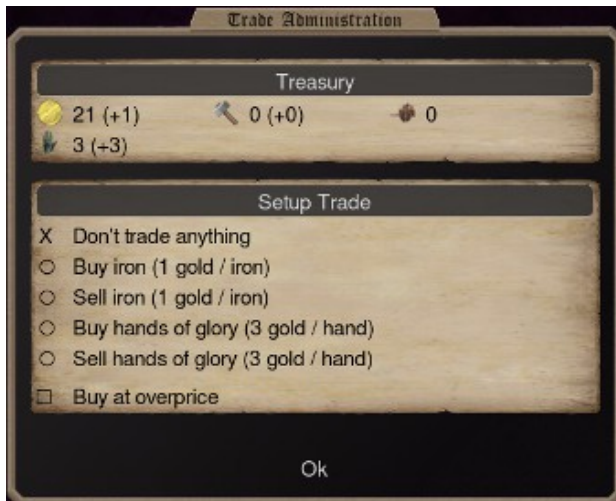 Trade Administration
Treasury
21 (+1) 0 (+0) 0
3 (+3)
Setup Trade
X Don't trade anything
Buy iron (1 gold / iron)
Sell iron (1 gold / iron)
Buy hands of glory (3 gold / hand)
Sell hands of glory (3 gold / hand)
Buy at overprice
Ok